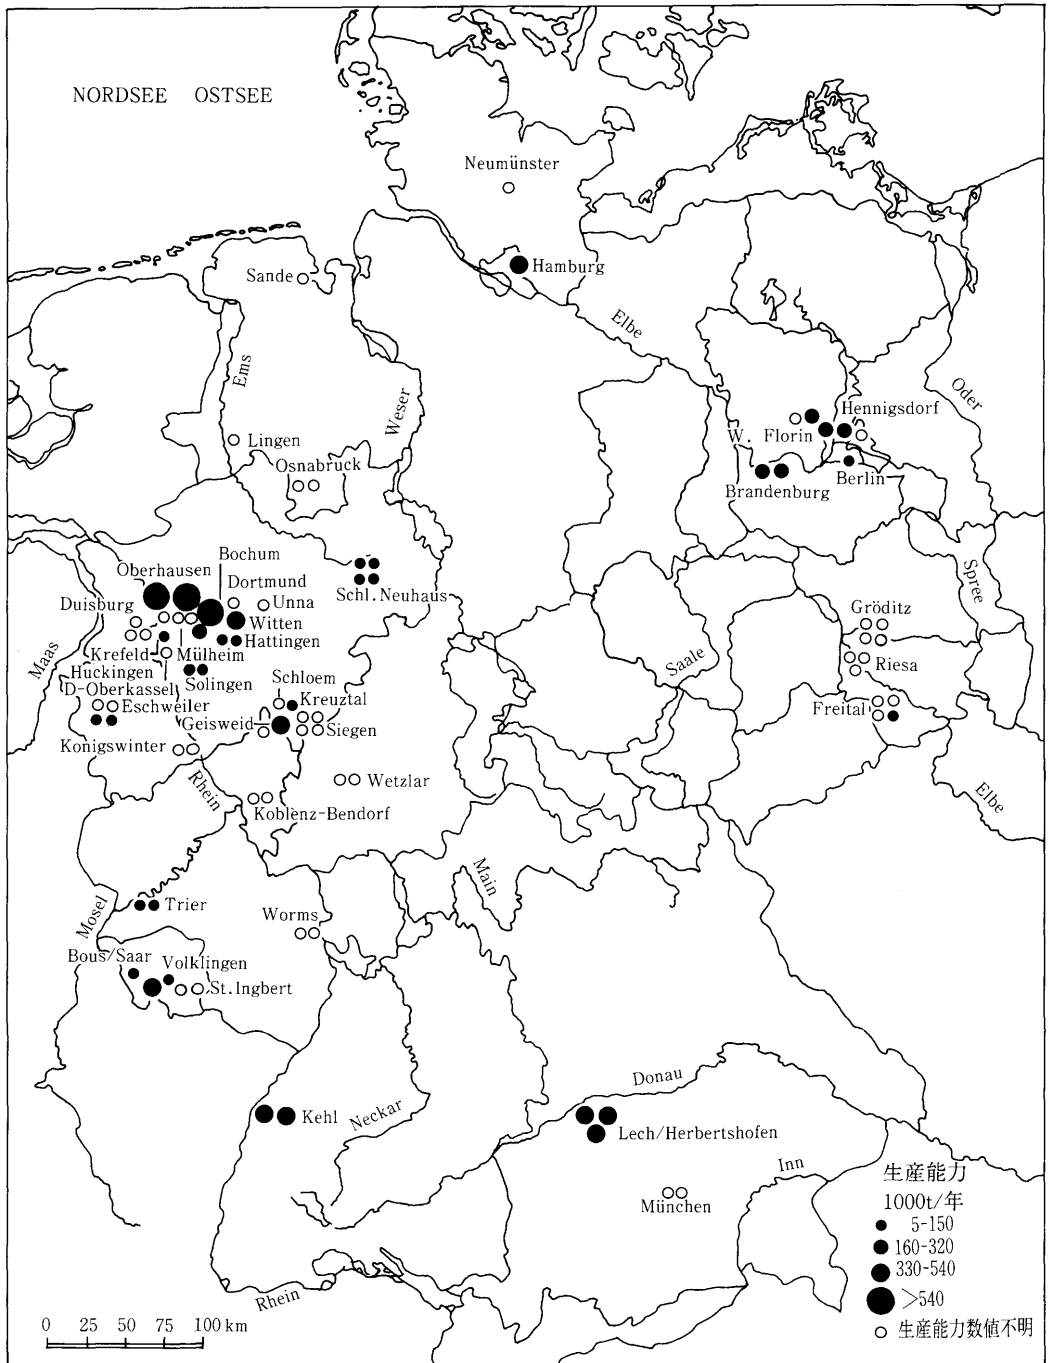 NORDSEE OSTSEE
Neumünster
Sande
Hamburg
Elbe
Ems
Weser
Oder
Lingen
Osnabruck
Hennigsdorf
W. Florin
Brandenburg
Berlin
Bochum
Oberhausen
Dortmund
Duisburg
Unna
Witten
Hattingen
Schl.Neuhaus
Spree
Gröditz
Maas
Krefeld
Mülheim
Huckingen
Solingen
D-Oberkassel
Eschweiler
Schloem
Kreuztal
Geisweid
Siegen
Saale
Riesa
Freital
Konigswinter
Rhein
Wetzlar
Koblenz-Bendorf
Elbe
Main
Mosel
Trier
Worms
Bous/Saar
Volklingen
St.Ingbert
Donau
Kehl
Neckar
Lech/Herbertshofen
Inn
München
Rhein
生産能力
1000t/年
5-150
160-320
330-540
>540
生産能力数値不明
0 25 50 75 100 km